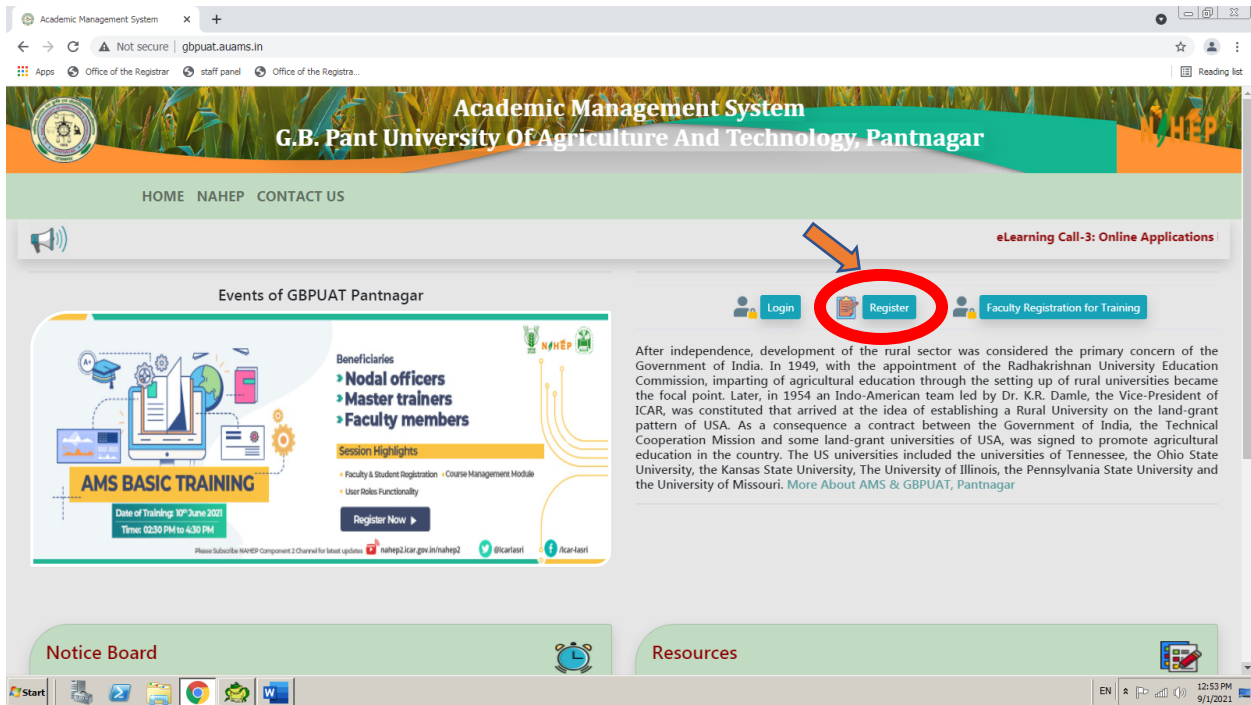 Academic Management System
Not secure | gbpuat.auams.in
Apps Office of the Registrar staff panel Office of the Registra... Reading list
Academic Management System
G.B. Pant University Of Agriculture And Technology, Pantnagar
NAHEP
HOME NAHEP CONTACT US
eLearning Call-3: Online Applications
Events of GBPUAT Pantnagar
NAHEP
Beneficiaries
Nodal officers
Master trainers
Faculty members
Session Highlights
Faculty & Student Registration Course Management Module
User Roles Functionality
Register Now
A+
AMS BASIC TRAINING
Date of Training: 10th June 2021
Time: 02:30 PM to 4:30 PM
Please Subscribe NAHEP Component 2 Channel for latest updates nahep2.icar.gov.in/nahep2 @icariasri /icar-iasri
Login Register Faculty Registration for Training
After independence, development of the rural sector was considered the primary concern of the
Government of India. In 1949, with the appointment of the Radhakrishnan University Education
Commission, imparting of agricultural education through the setting up of rural universities became
the focal point. Later, in 1954 an Indo-American team led by Dr. K.R. Damle, the Vice-President of
ICAR, was constituted that arrived at the idea of establishing a Rural University on the land-grant
pattern of USA. As a consequence a contract between the Government of India, the Technical
Cooperation Mission and some land-grant universities of USA, was signed to promote agricultural
education in the country. The US universities included the universities of Tennessee, the Ohio State
University, the Kansas State University, The University of Illinois, the Pennsylvania State University and
the University of Missouri. More About AMS & GBPUAT, Pantnagar
Notice Board
Resources
Start
EN
12:53 PM
9/1/2021